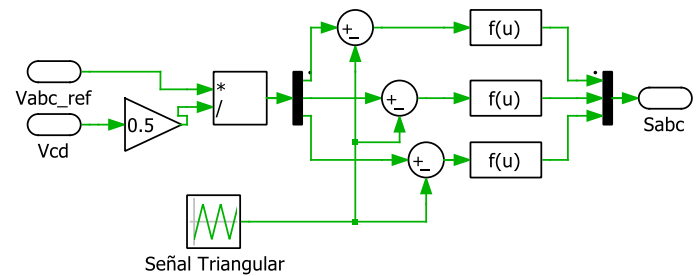 f(u)
Vabc_ref
*
/
0.5
Vcd
+
−
f(u)
+
−
f(u)
+
−
Sabc
Señal Triangular